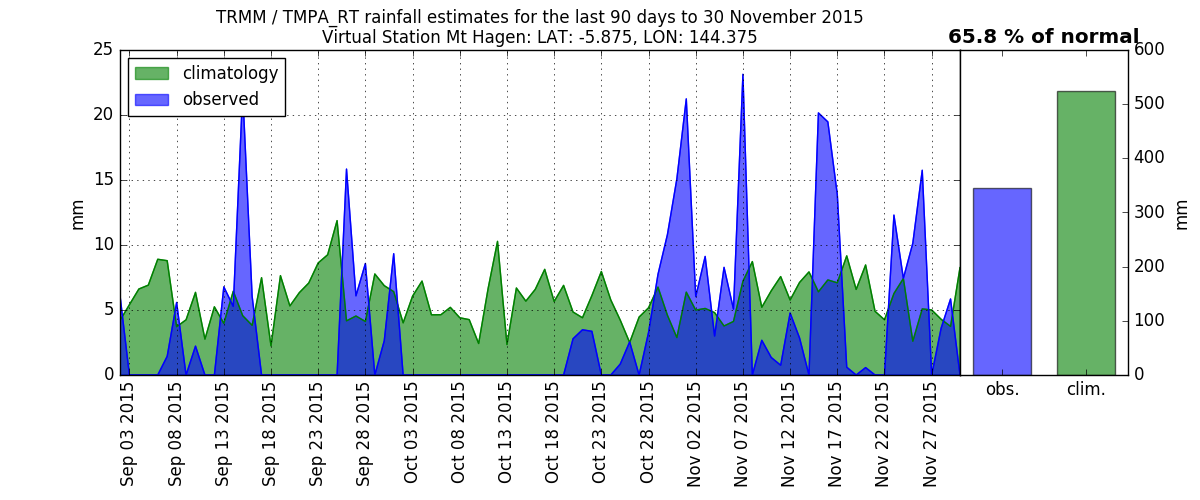 TRMM / TMPA_RT rainfall estimates for the last 90 days to 30 November 2015
Virtual Station Mt Hagen: LAT: -5.875, LON: 144.375
65.8 % of normal
climatology
observed
25
20
15
10
5
0
mm
Sep 03 2015
Sep 08 2015
Sep 13 2015
Sep 18 2015
Sep 23 2015
Sep 28 2015
Oct 03 2015
Oct 08 2015
Oct 13 2015
Oct 18 2015
Oct 23 2015
Oct 28 2015
Nov 02 2015
Nov 07 2015
Nov 12 2015
Nov 17 2015
Nov 22 2015
Nov 27 2015
600
500
400
300
200
100
0
mm
obs.
clim.